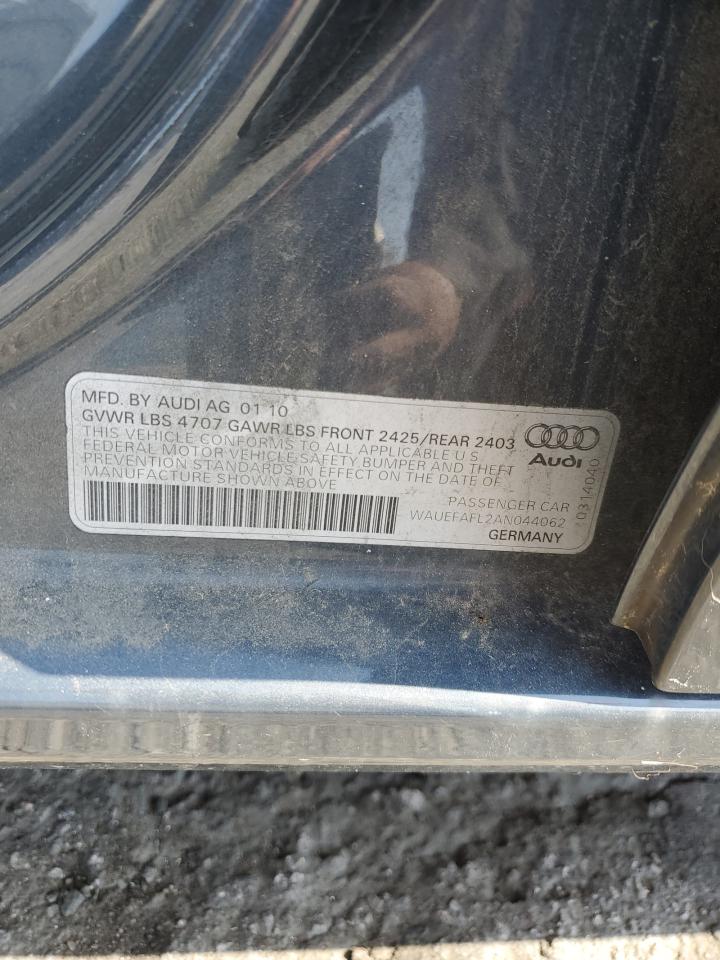 MFD. BY AUDI AG 01 10
GVWR LBS 4707 GAWR LBS FRONT 2425/REAR 2403
THIS VEHICLE CONFORMS TO ALL APPLICABLE U S
FEDERAL MOTOR VEHICLE SAFETY BUMPER AND THEFT
PREVENTION STANDARDS IN EFFECT ON THE DATE OF
MANUFACTURE SHOWN ABOVE
Audi
PASSENGER CAR
WAUEFAFL2AN044062
GERMANY
0314040